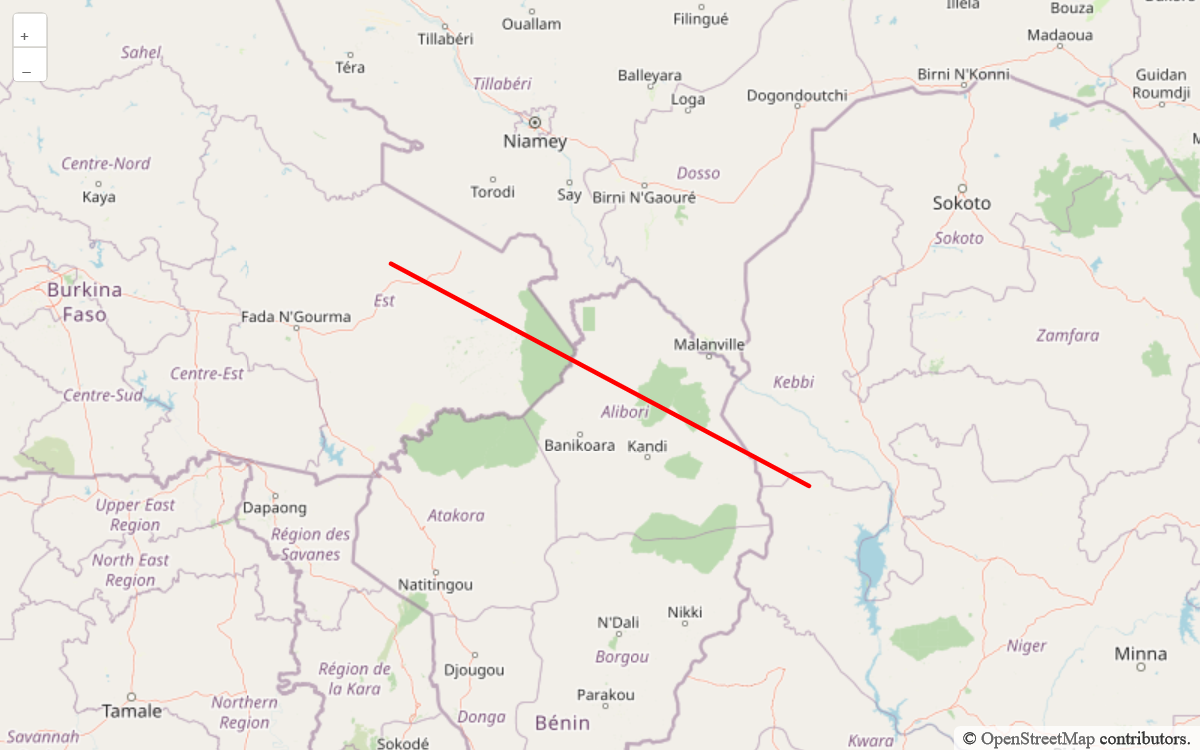 +
–
Ouallam
Filingué
Illela
Bouza
Tillabéri
Madaoua
Sahel
Téra
Tillabéri
Balleyara
Birni N'Konni
Guidan
Roumdji
Loga
Dogondoutchi
Niamey
Centre-Nord
Dosso
Kaya
Torodi
Say
Birni N'Gaouré
Sokoto
Sokoto
Burkina
Faso
Est
Fada N'Gourma
Malanville
Zamfara
Centre-Est
Kebbi
Centre-Sud
Alibori
Banikoara
Kandi
Upper East
Region
Dapaong
Atakora
Région des
Savanes
North East
Region
Natitingou
Nikki
N'Dali
Niger
Borgou
Minna
Djougou
Région de
la Kara
Parakou
Northern
Region
Tamale
Donga
Bénin
Savannah
Sokodé
Kwara
© OpenStreetMap contributors.